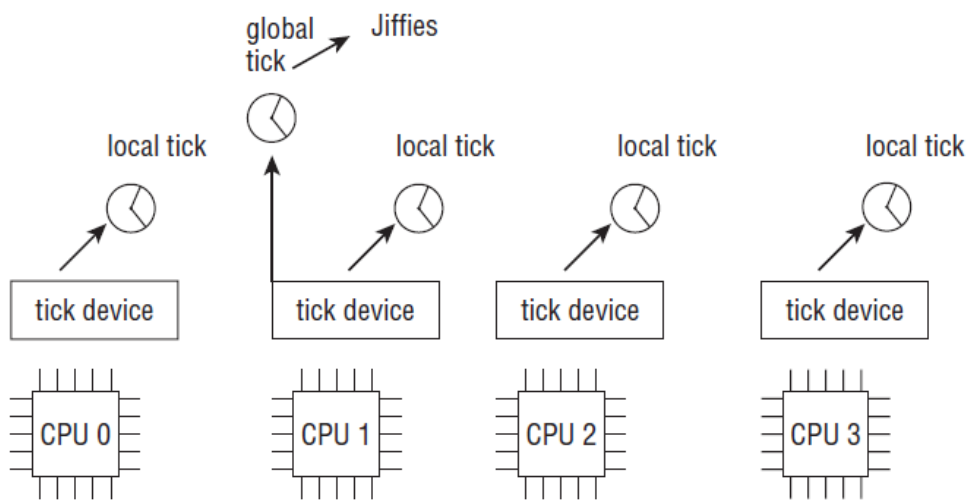 global
tick
Jiffies
local tick
local tick
local tick
local tick
tick device
tick device
tick device
tick device
CPU 0
CPU 1
CPU 2
CPU 3